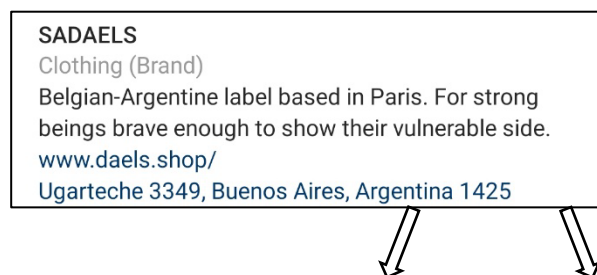 SADAELS
Clothing (Brand)
Belgian-Argentine label based in Paris. For strong
beings brave enough to show their vulnerable side.
www.daels.shop/
Ugarteche 3349, Buenos Aires, Argentina 1425